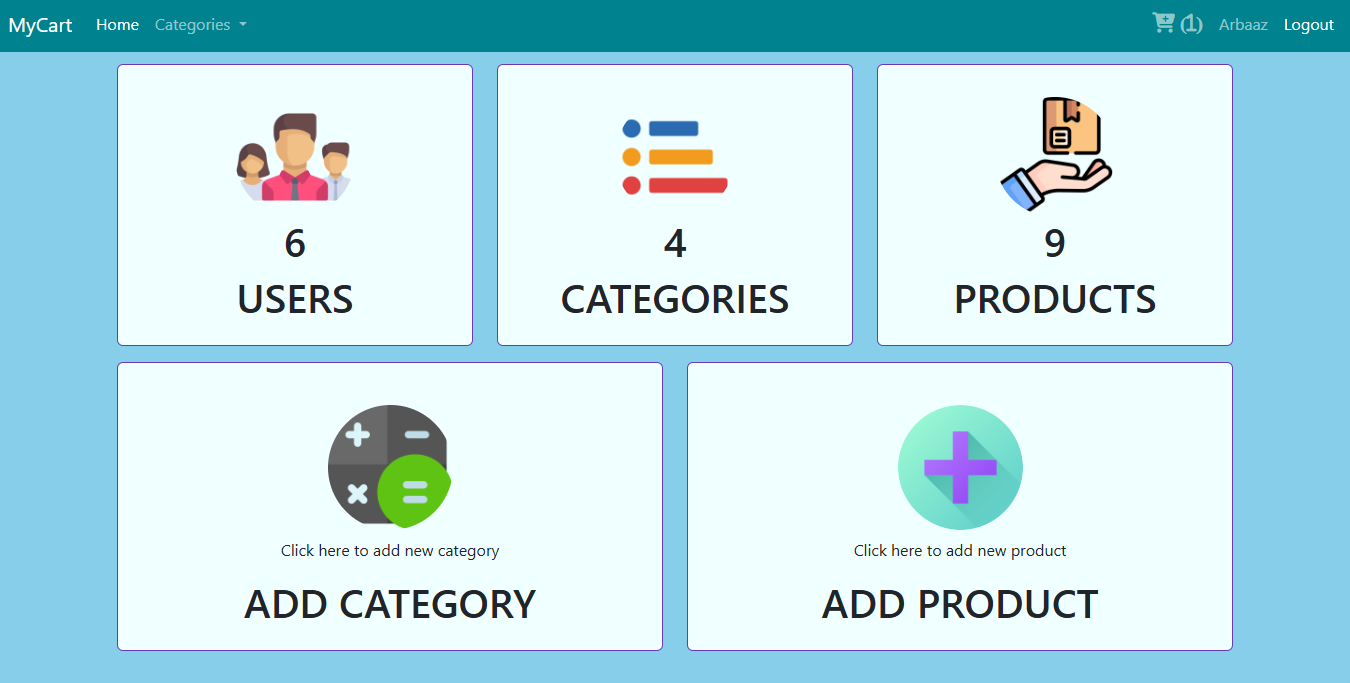 MyCart Home Categories (1) Arbaaz Logout
6
USERS
4
CATEGORIES
9
PRODUCTS
Click here to add new category
ADD CATEGORY
Click here to add new product
ADD PRODUCT